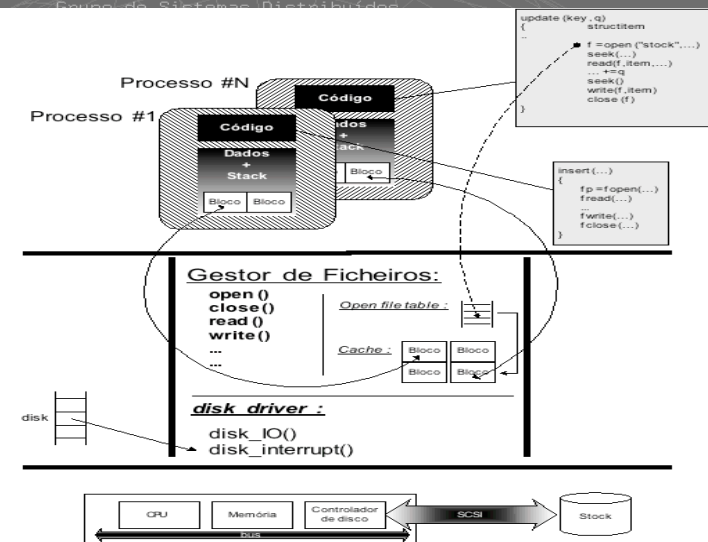 Grupo de Sistemas Distribuídos
update (key , q)
{ structitem
...
f =open ("stock",...)
seek(...)
read(f,item,...)
... +=q
seek()
write(f,item)
close (f)
}
Processo #N
Processo #1
Código
Código
Dados
+
Stack
Bloco Bloco
Bloco
insert (...)
{
fp =fopen(...)
fread(...)
...
fwrite(...)
fclose(...)
}
Gestor de Ficheiros:
open ()
close()
read ()
write()
...
...
Open file table :
Cache : Bloco Bloco
Bloco Bloco
disk driver :
disk_IO()
disk_interrupt()
disk
CPU Memória Controlador
de disco
SCSI
Stock
bus